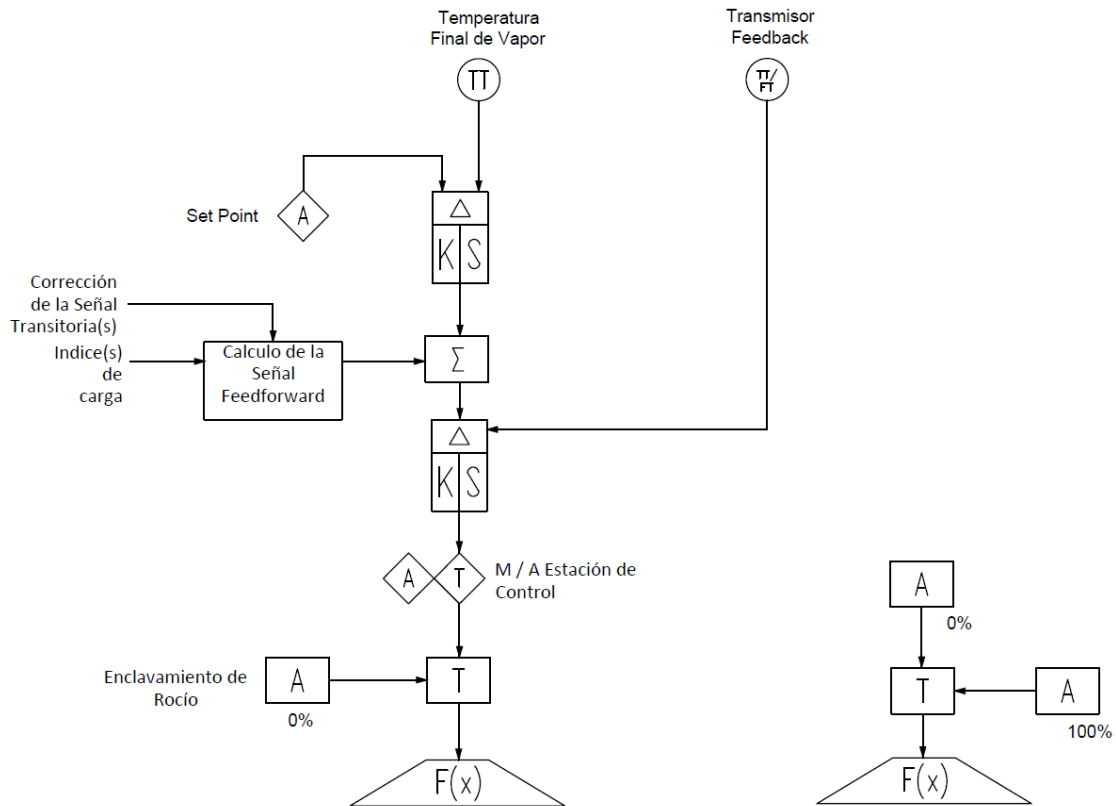 Temperatura
Final de Vapor
Transmisor
Feedback
TT
TT/
FT
Set Point
A
△
K S
Corrección
de la Señal
Transitoria(s)
Indice(s)
de
carga
Calculo de la
Señal
Feedforward
Σ
△
K S
A
T
M / A Estación de
Control
Enclavamiento de
Rocío
A
0%
T
F(x)
A
0%
T
A
100%
F(x)